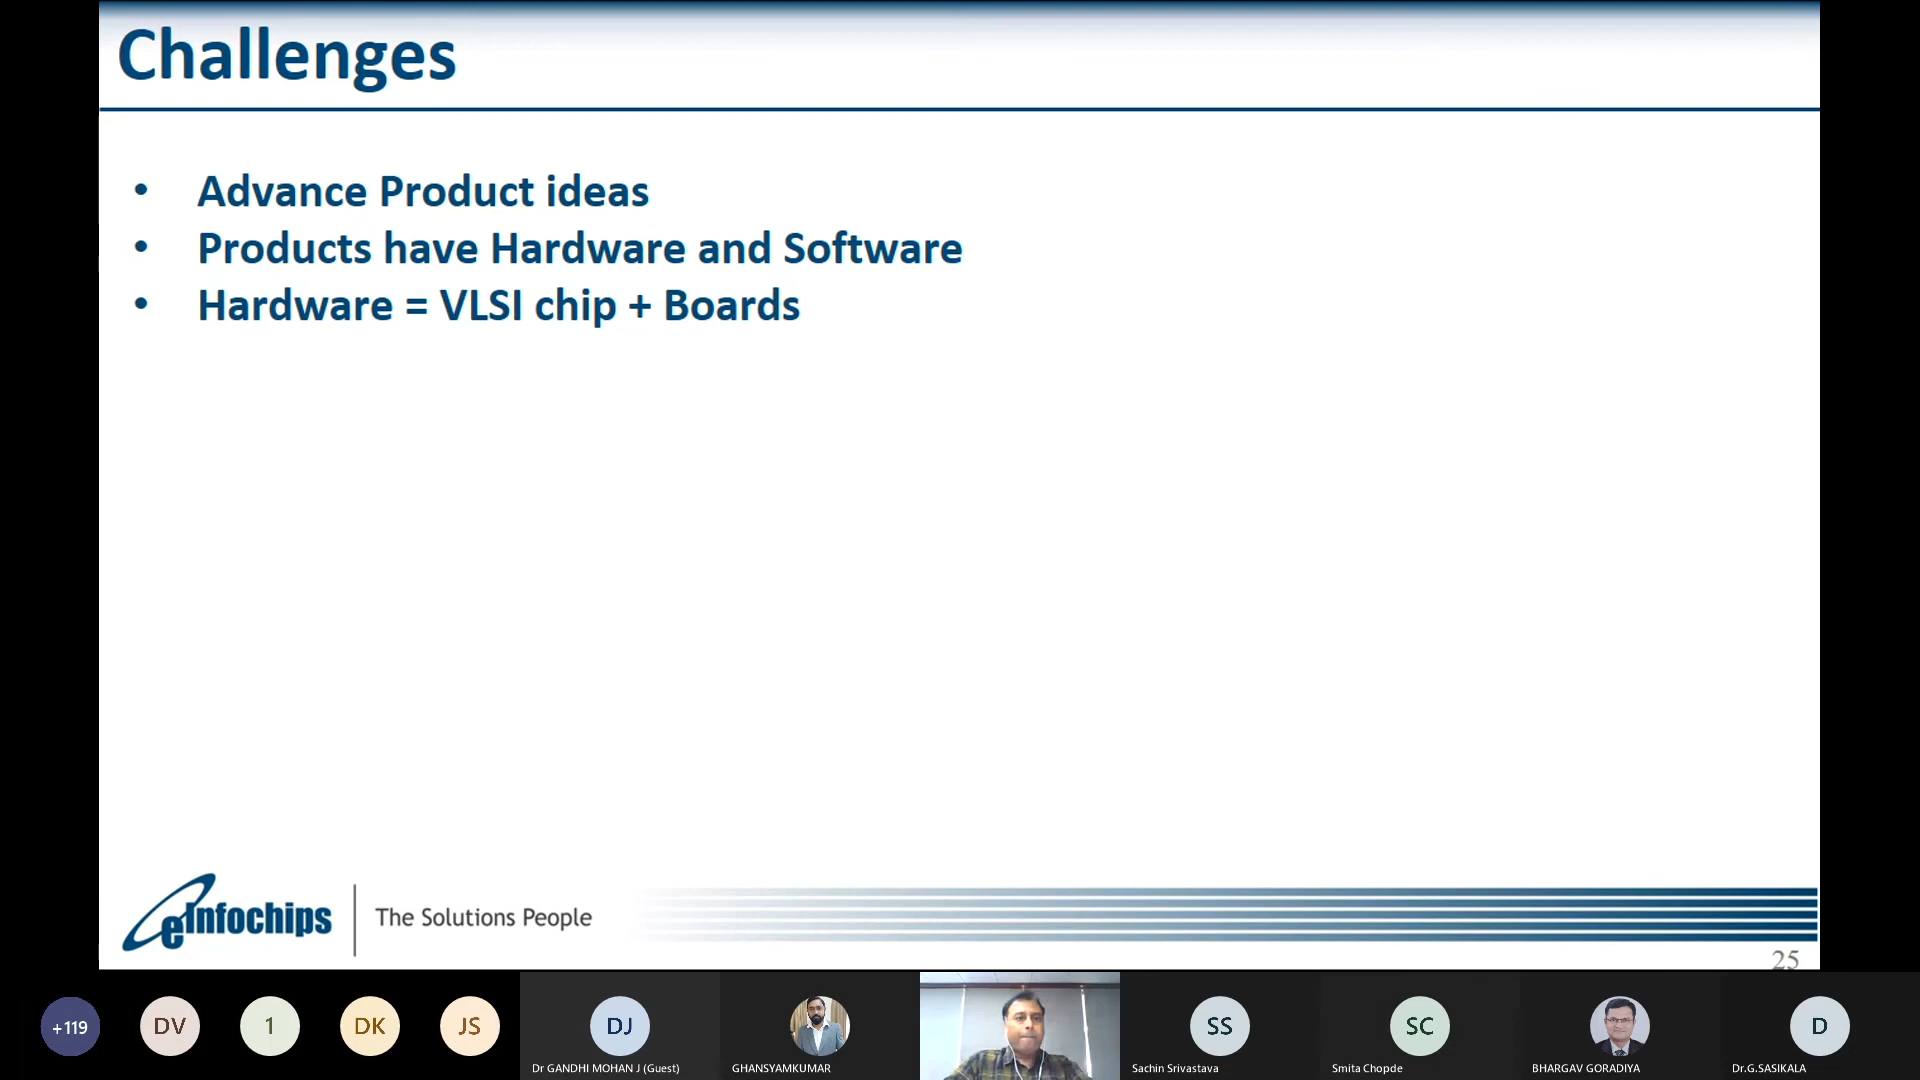 Challenges
• Advance Product ideas
• Products have Hardware and Software
• Hardware = VLSI chip + Boards
eInfochips
The Solutions People
25
+119
DV
1
DK
JS
DJ
SS
SC
D
Dr GANDHI MOHAN J (Guest)
GHANSYAMKUMAR
Sachin Srivastava
Smita Chopde
BHARGAV GORADIYA
Dr.G.SASIKALA